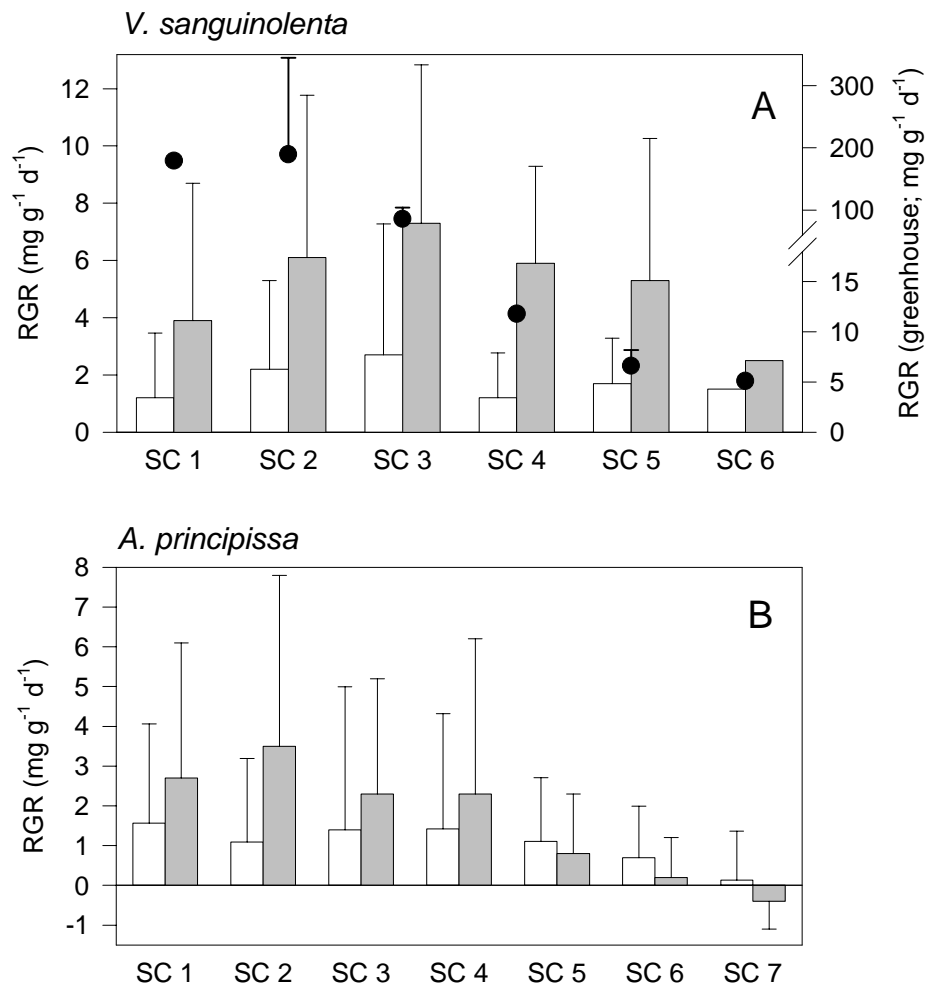 V. sanguinolenta
A
RGR (mg g⁻¹ d⁻¹)
12
10
8
6
4
2
0
RGR (greenhouse; mg g⁻¹ d⁻¹)
300
200
100
15
10
5
0
SC 1 SC 2 SC 3 SC 4 SC 5 SC 6
A. principissa
B
RGR (mg g⁻¹ d⁻¹)
8
7
6
5
4
3
2
1
0
-1
SC 1 SC 2 SC 3 SC 4 SC 5 SC 6 SC 7